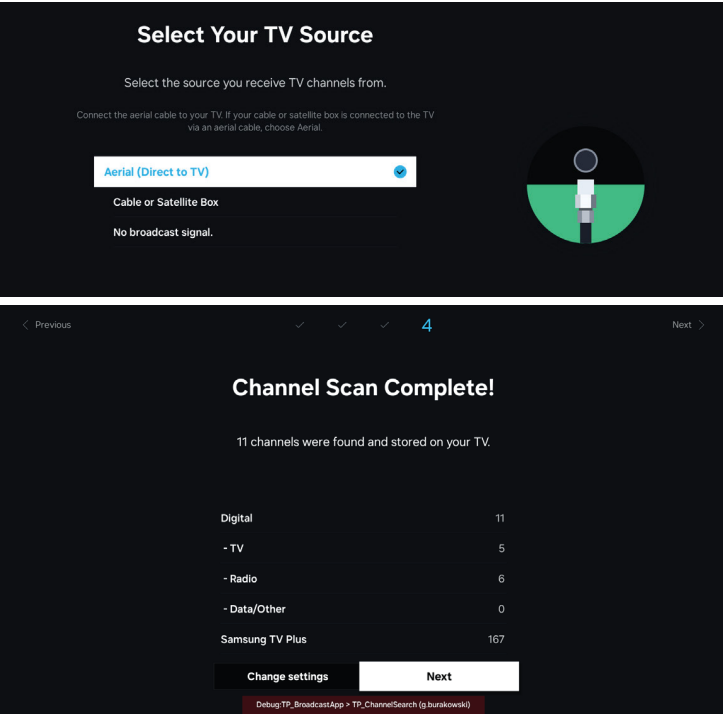 Select Your TV Source
Select the source you receive TV channels from.
Connect the aerial cable to your TV. If your cable or satellite box is connected to the TV
via an aerial cable, choose Aerial.
Aerial (Direct to TV)
Cable or Satellite Box
No broadcast signal.
Previous
4
Next
Channel Scan Complete!
11 channels were found and stored on your TV.
Digital 11
- TV 5
- Radio 6
- Data/Other 0
Samsung TV Plus 167
Change settings Next
Debug:TP_BroadcastApp > TP_ChannelSearch (g.burakowski)